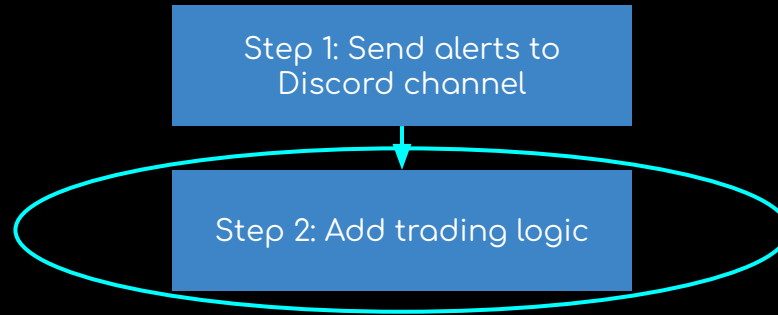 Step 1: Send alerts to
Discord channel
Step 2: Add trading logic